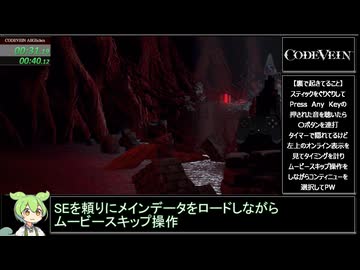 CODEVEIN AllGlitches
00:31.19
00:40.12
CODEVEIN
【裏で起きてること】
スティックをぐりぐりして
Press Any Keyの
押された音を聴いたら
〇ボタンを連打
タイマーで隠れてるけど
左上のオンライン表示を
見てタイミングを計り
ムービースキップ操作を
しながらコンティニューを
選択してPW
SEを頼りにメインデータをロードしながら
ムービースキップ操作